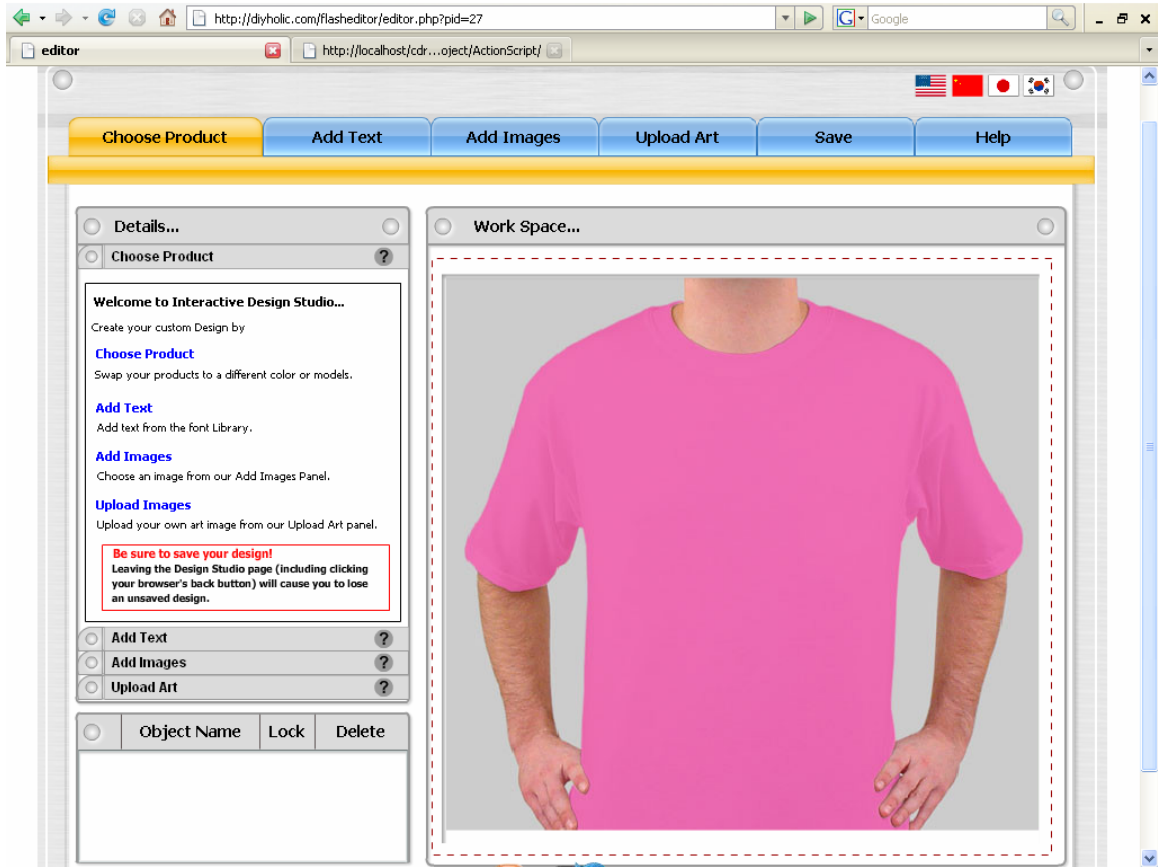 http://diyholic.com/flasheditor/editor.php?pid=27
Google
editor
http://localhost/cdr...oject/ActionScript/
Choose Product
Add Text
Add Images
Upload Art
Save
Help
Details...
Choose Product
?
Welcome to Interactive Design Studio...
Create your custom Design by
Choose Product
Swap your products to a different color or models.
Add Text
Add text from the font Library.
Add Images
Choose an image from our Add Images Panel.
Upload Images
Upload your own art image from our Upload Art panel.
Be sure to save your design!
Leaving the Design Studio page (including clicking
your browser's back button) will cause you to lose
an unsaved design.
Add Text
?
Add Images
?
Upload Art
?
Object Name
Lock
Delete
Work Space...